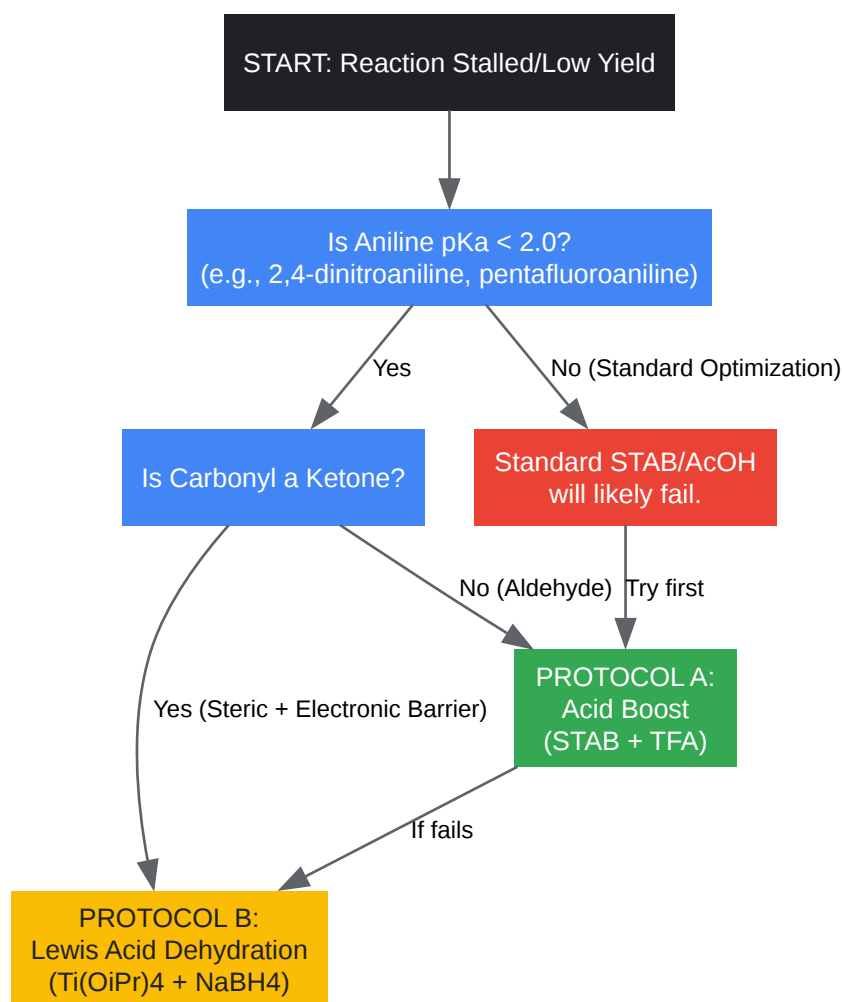 START: Reaction Stalled/Low Yield
Is Aniline pKa < 2.0?
(e.g., 2,4-dinitroaniline, pentafluoroaniline)
Yes
No (Standard Optimization)
Is Carbonyl a Ketone?
Standard STAB/AcOH
will likely fail.
No (Aldehyde)
Try first
Yes (Steric + Electronic Barrier)
PROTOCOL A:
Acid Boost
(STAB + TFA)
If fails
PROTOCOL B:
Lewis Acid Dehydration
(Ti(OiPr)4 + NaBH4)